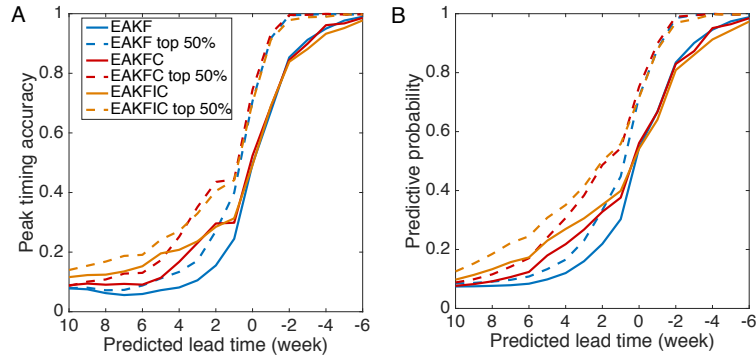 A
EAKF
EAKF top 50%
EAKFC
EAKFC top 50%
EAKFIC
EAKFIC top 50%
Peak timing accuracy
1
0.8
0.6
0.4
0.2
0
10 8 6 4 2 0 -2 -4 -6
Predicted lead time (week)
B
Predictive probability
1
0.8
0.6
0.4
0.2
0
10 8 6 4 2 0 -2 -4 -6
Predicted lead time (week)